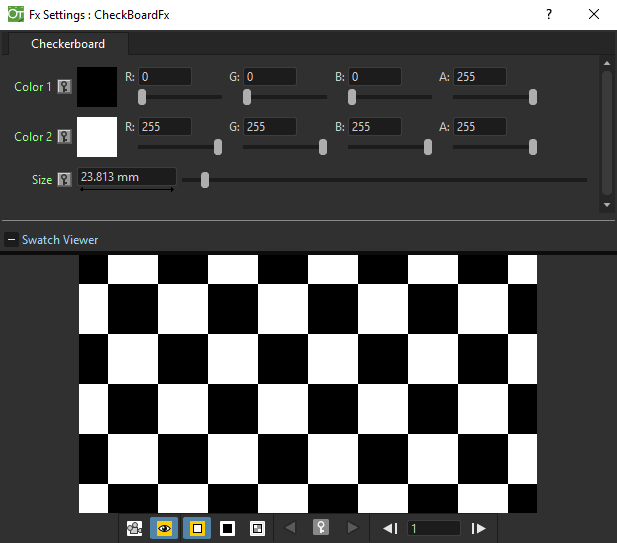 Fx Settings : CheckBoardFx
Checkerboard
Color 1 R: 0 G: 0 B: 0 A: 255
Color 2 R: 255 G: 255 B: 255 A: 255
Size 23.813 mm
Swatch Viewer
1